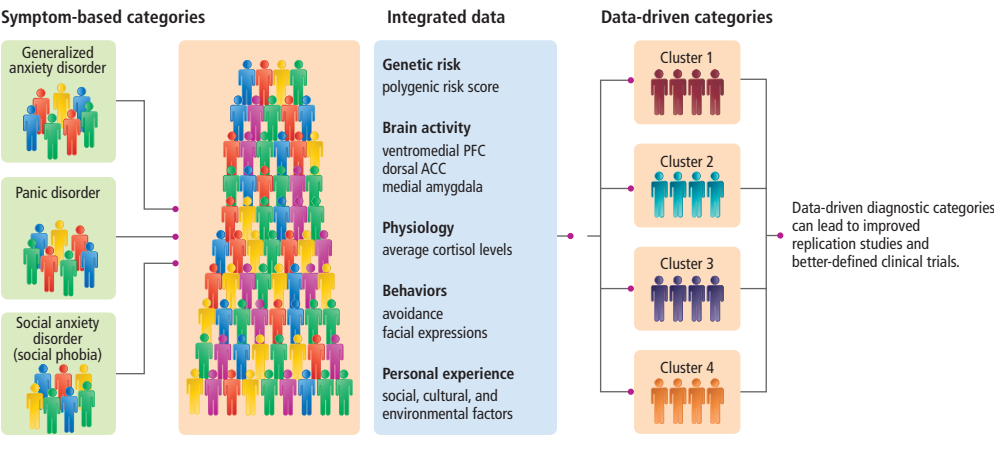 Symptom-based categories
Integrated data
Data-driven categories
Generalized
anxiety disorder
Panic disorder
Social anxiety
disorder
(social phobia)
Genetic risk
polygenic risk score
Brain activity
ventromedial PFC
dorsal ACC
medial amygdala
Physiology
average cortisol levels
Behaviors
avoidance
facial expressions
Personal experience
social, cultural, and
environmental factors
Cluster 1
Cluster 2
Cluster 3
Cluster 4
Data-driven diagnostic categories
can lead to improved
replication studies and
better-defined clinical trials.